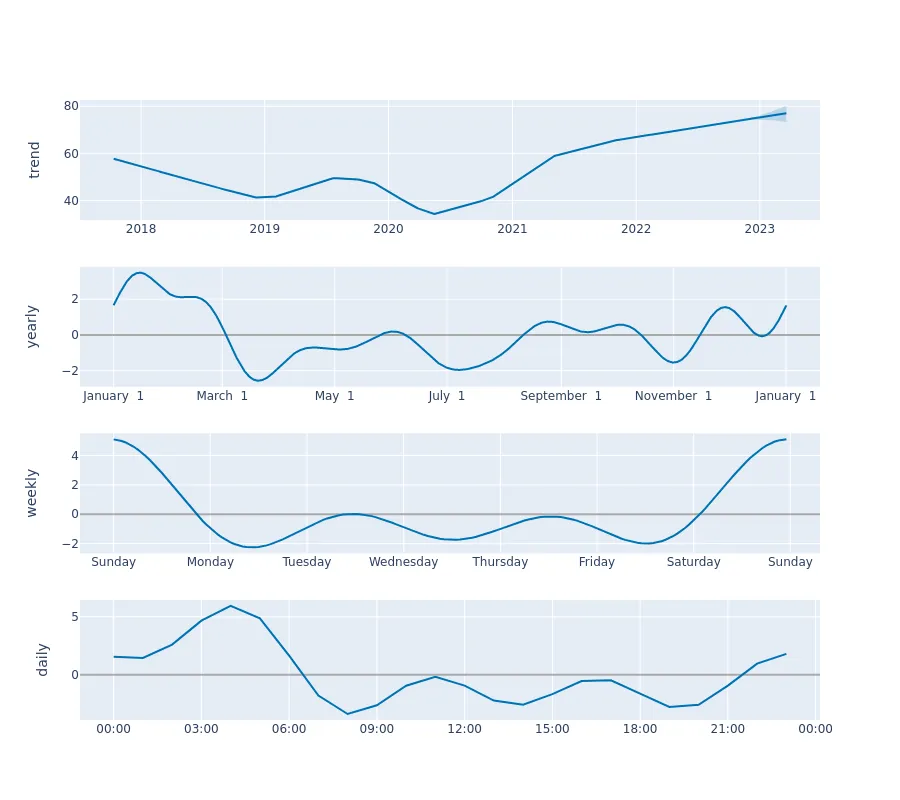 trend
80
60
40
2018 2019 2020 2021 2022 2023
yearly
2
0
−2
January 1 March 1 May 1 July 1 September 1 November 1 January 1
weekly
4
2
0
−2
Sunday Monday Tuesday Wednesday Thursday Friday Saturday Sunday
daily
5
0
00:00 03:00 06:00 09:00 12:00 15:00 18:00 21:00 00:00